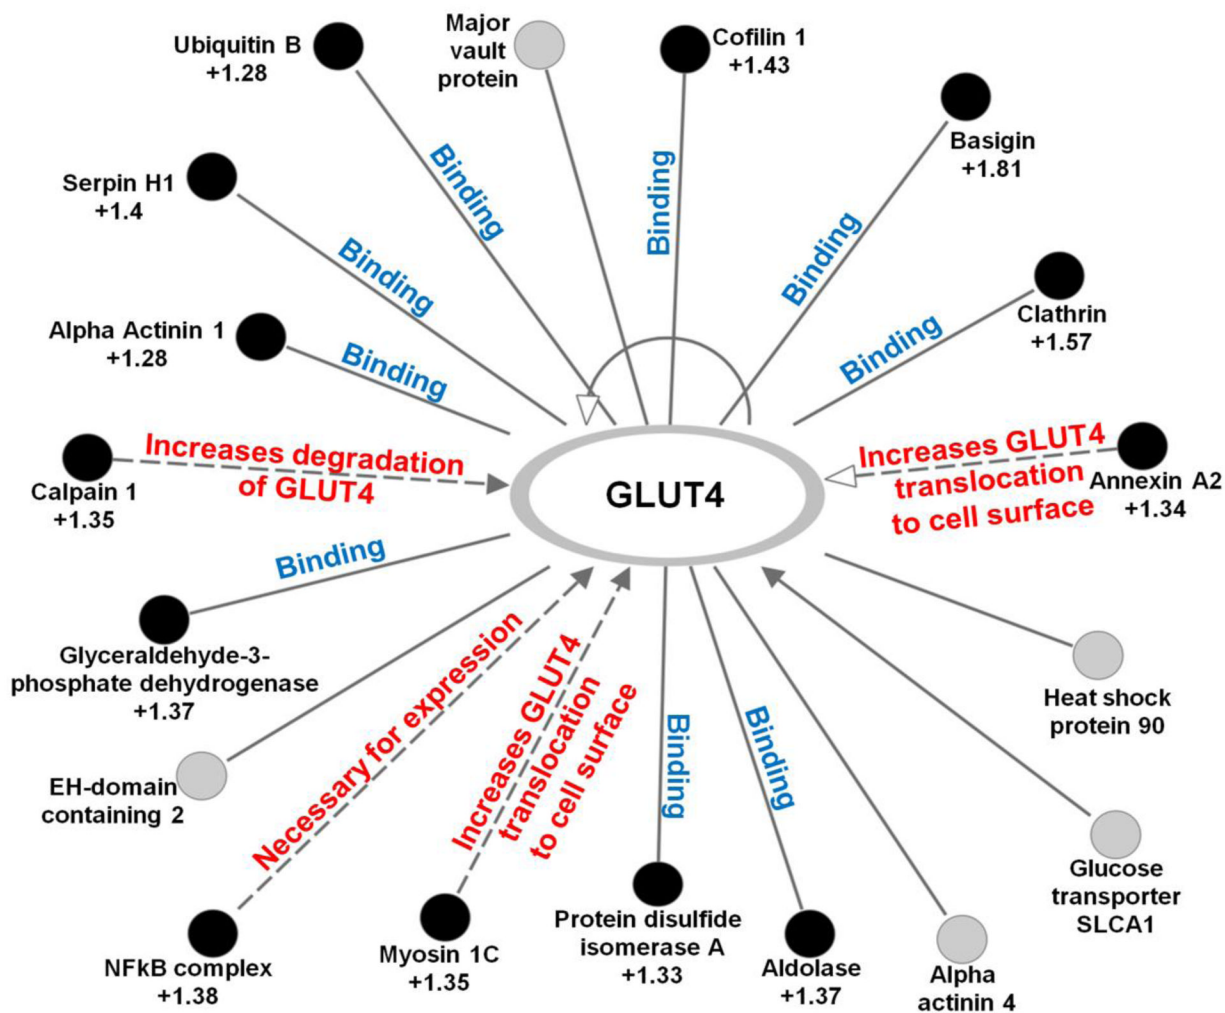 Ubiquitin B
+1.28
Major
vault
protein
Cofilin 1
+1.43
Basigin
+1.81
Serpin H1
+1.4
Binding
Binding
Binding
Binding
Clathrin
+1.57
Alpha Actinin 1
+1.28
Binding
Binding
Calpain 1
+1.35
Increases degradation
of GLUT4
GLUT4
Increases GLUT4
translocation
to cell surface
Annexin A2
+1.34
Binding
Glyceraldehyde-3-
phosphate dehydrogenase
+1.37
Heat shock
protein 90
EH-domain
containing 2
Necessary for expression
Increases GLUT4
translocation
to cell surface
Binding
Binding
Glucose
transporter
SLCA1
NFkB complex
+1.38
Myosin 1C
+1.35
Protein disulfide
isomerase A
+1.33
Aldolase
+1.37
Alpha
actinin 4